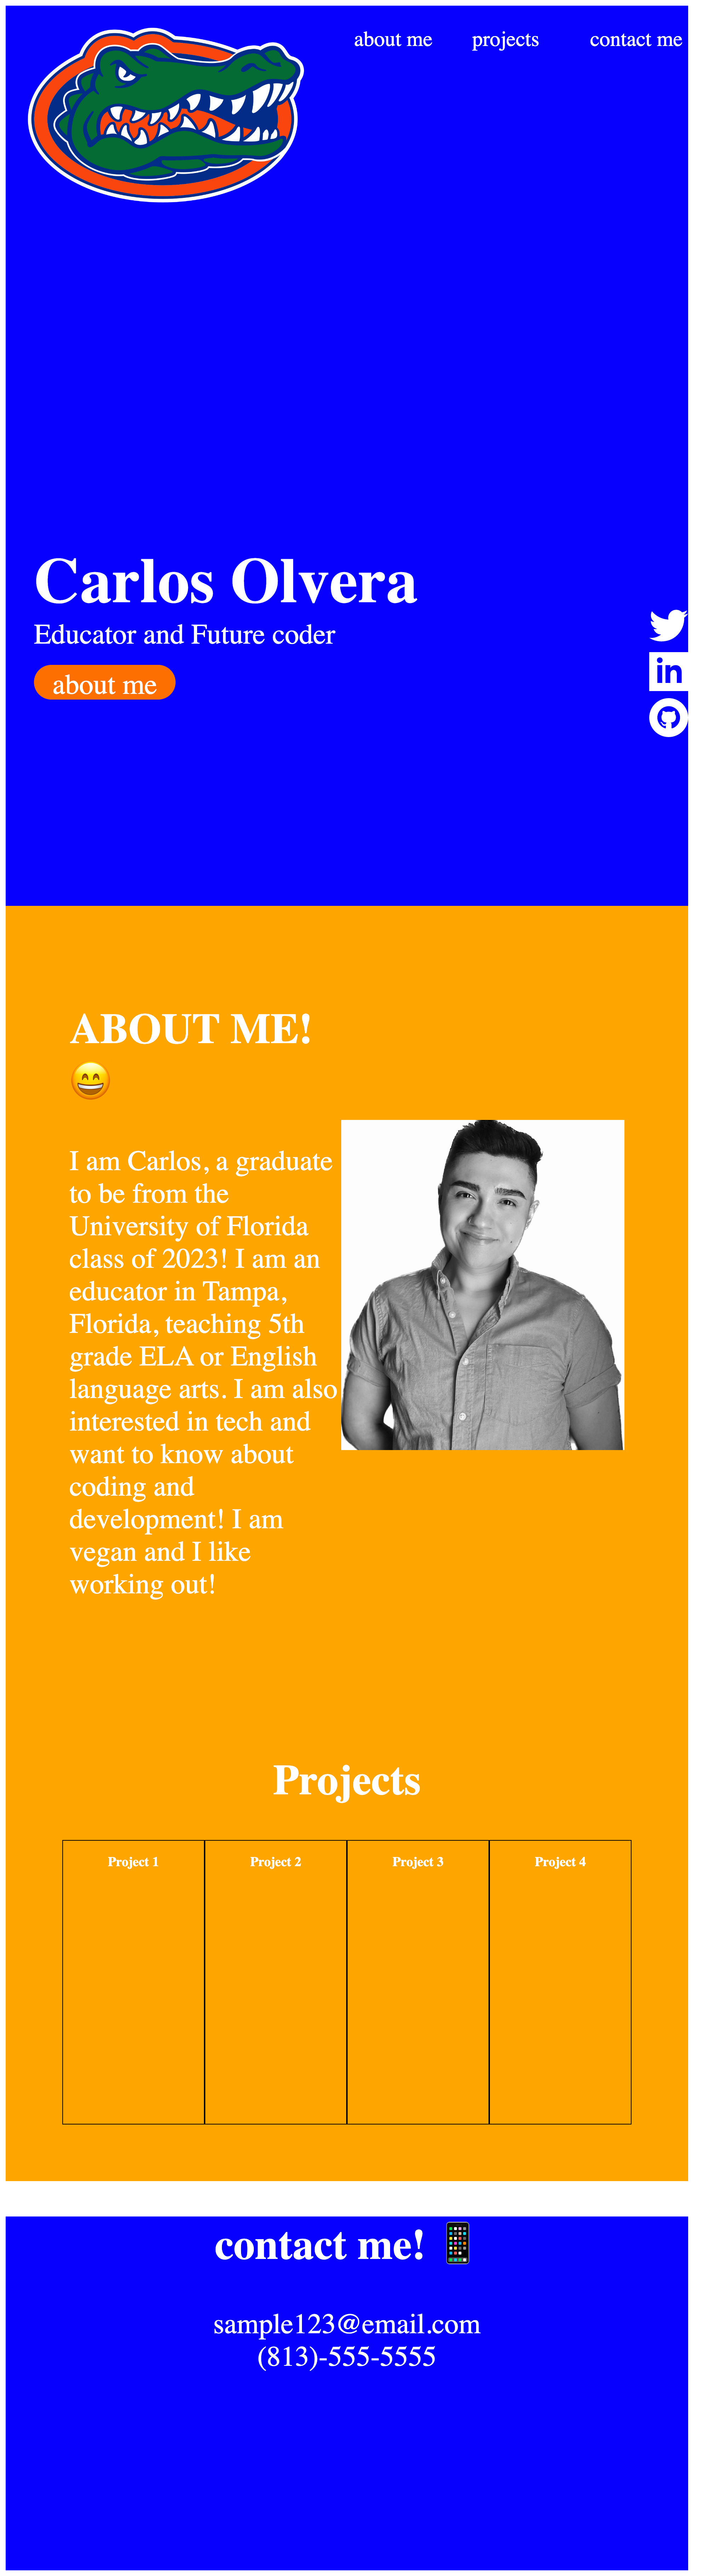 about me projects contact me
Carlos Olvera
Educator and Future coder
about me
in
ABOUT ME!
😄
I am Carlos, a graduate
to be from the
University of Florida
class of 2023! I am an
educator in Tampa,
Florida, teaching 5th
grade ELA or English
language arts. I am also
interested in tech and
want to know about
coding and
development! I am
vegan and I like
working out!
Projects
Project 1 Project 2 Project 3 Project 4
contact me! 📱
sample123@email.com
(813)-555-5555